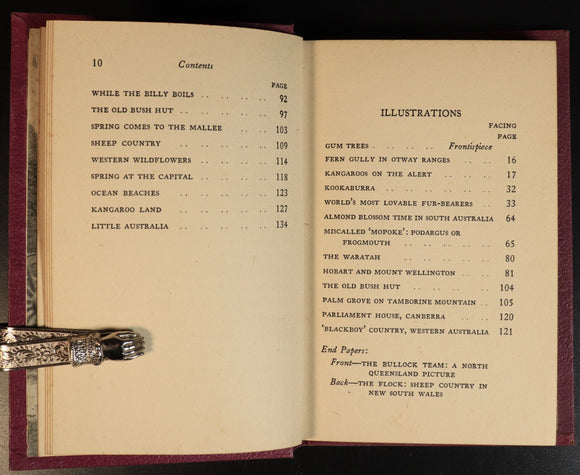 10 Contents
PAGE
WHILE THE BILLY BOILS .. .. .. .. 92
THE OLD BUSH HUT .. .. .. .. .. 97
SPRING COMES TO THE MALLEE .. .. .. 103
SHEEP COUNTRY .. .. .. .. .. 109
WESTERN WILDFLOWERS .. .. .. .. 114
SPRING AT THE CAPITAL .. .. .. .. 118
OCEAN BEACHES .. .. .. .. .. 123
KANGAROO LAND .. .. .. .. .. 127
LITTLE AUSTRALIA .. .. .. .. .. 134
ILLUSTRATIONS
FACING
PAGE
GUM TREES . .. .. .. Frontispiece
FERN GULLY IN OTWAY RANGES .. .. 16
KANGAROOS ON THE ALERT .. .. .. 17
KOOKABURRA .. .. .. .. .. 32
WORLD'S MOST LOVABLE FUR-BEARERS .. .. 33
ALMOND BLOSSOM TIME IN SOUTH AUSTRALIA 64
MISCALLED 'MOPOKE': PODARGUS OR
FROGMOUTH .. .. .. .. .. 65
THE WARATAH .. .. .. .. .. 80
HOBART AND MOUNT WELLINGTON .. .. 81
THE OLD BUSH HUT .. .. .. .. 104
PALM GROVE ON TAMBORINE MOUNTAIN .. 105
PARLIAMENT HOUSE, CANBERRA .. .. 120
'BLACKBOY' COUNTRY, WESTERN AUSTRALIA 121
End Papers:
Front—THE BULLOCK TEAM: A NORTH
QUEENSLAND PICTURE
Back—THE FLOCK: SHEEP COUNTRY IN
NEW SOUTH WALES